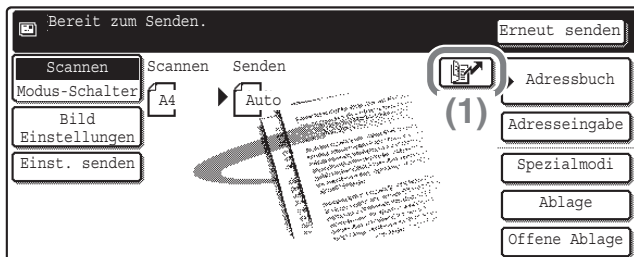 Bereit zum Senden.
Erneut senden
Scannen
Modus-Schalter
Scannen
Senden
A4
Auto
(1)
Adressbuch
Bild
Einstellungen
Adresseingabe
Einst. senden
Spezialmodi
Ablage
Offene Ablage